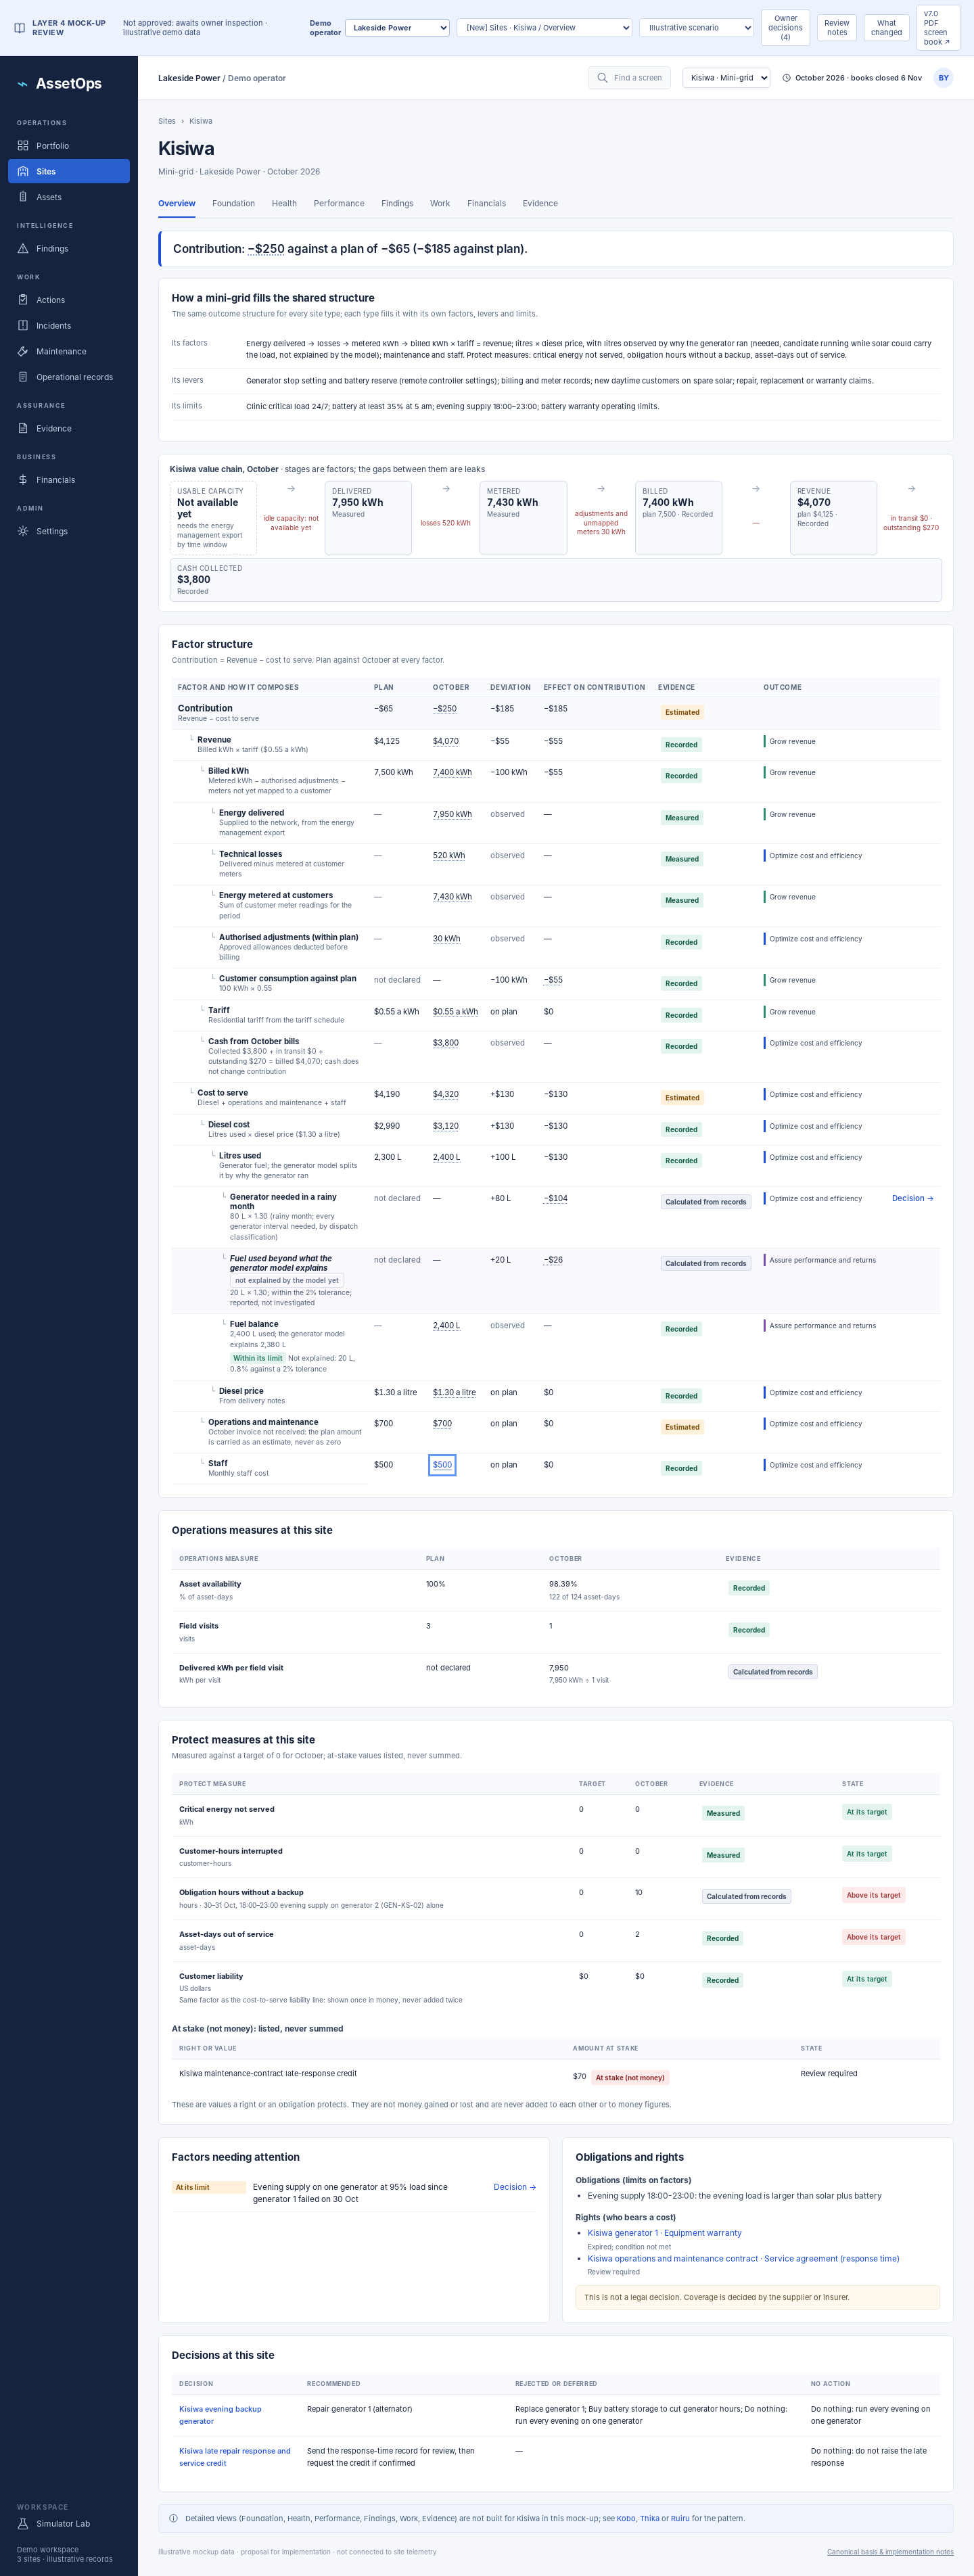 LAYER 4 MOCK-UP REVIEW
Not approved: awaits owner inspection · illustrative demo data
Demo operator
Lakeside Power
[New] Sites · Kisiwa / Overview
Illustrative scenario
Owner decisions (4)
Review notes
What changed
v7.0 PDF screen book ↗
AssetOps
Lakeside Power / Demo operator
Find a screen
Kisiwa · Mini-grid
October 2026 · books closed 6 Nov
BY
OPERATIONS
Portfolio
Sites
Assets
INTELLIGENCE
Findings
WORK
Actions
Incidents
Maintenance
Operational records
ASSURANCE
Evidence
BUSINESS
Financials
ADMIN
Settings
WORKSPACE
Simulator Lab
Demo workspace
3 sites · illustrative records
Sites › Kisiwa
Kisiwa
Mini-grid · Lakeside Power · October 2026
Overview Foundation Health Performance Findings Work Financials Evidence
Contribution: −$250 against a plan of −$65 (−$185 against plan).
How a mini-grid fills the shared structure
The same outcome structure for every site type; each type fills it with its own factors, levers and limits.
Its factors
Energy delivered → losses → metered kWh → billed kWh × tariff = revenue; litres × diesel price, with litres observed by why the generator ran (needed, candidate running while solar could carry
the load, not explained by the model); maintenance and staff. Protect measures: critical energy not served, obligation hours without a backup, asset-days out of service.
Its levers
Generator stop setting and battery reserve (remote controller settings); billing and meter records; new daytime customers on spare solar; repair, replacement or warranty claims.
Its limits
Clinic critical load 24/7; battery at least 35% at 5 am; evening supply 18:00–23:00; battery warranty operating limits.
Kisiwa value chain, October · stages are factors; the gaps between them are leaks
USABLE CAPACITY
Not available yet
needs the energy management export by time window
→
idle capacity: not available yet
DELIVERED
7,950 kWh
Measured
→
losses 520 kWh
METERED
7,430 kWh
Measured
→
adjustments and unmapped meters 30 kWh
BILLED
7,400 kWh
plan 7,500 · Recorded
→
—
REVENUE
$4,070
plan $4,125 · Recorded
→
in transit $0 · outstanding $270
CASH COLLECTED
$3,800
Recorded
Factor structure
Contribution = Revenue − cost to serve. Plan against October at every factor.
FACTOR AND HOW IT COMPOSES PLAN OCTOBER DEVIATION EFFECT ON CONTRIBUTION EVIDENCE OUTCOME
Contribution −$65 −$250 −$185 −$185 Estimated
Revenue − cost to serve
└ Revenue $4,125 $4,070 −$55 −$55 Recorded Grow revenue
Billed kWh × tariff ($0.55 a kWh)
└ Billed kWh 7,500 kWh 7,400 kWh −100 kWh −$55 Recorded Grow revenue
Metered kWh − authorised adjustments −
meters not yet mapped to a customer
└ Energy delivered — 7,950 kWh observed — Measured Grow revenue
Supplied to the network, from the energy
management export
└ Technical losses — 520 kWh observed — Measured Optimize cost and efficiency
Delivered minus metered at customer
meters
└ Energy metered at customers — 7,430 kWh observed — Measured Grow revenue
Sum of customer meter readings for the
period
└ Authorised adjustments (within plan) — 30 kWh observed — Recorded Optimize cost and efficiency
Approved allowances deducted before
billing
└ Customer consumption against plan not declared — −100 kWh −$55 Recorded Grow revenue
100 kWh × 0.55
└ Tariff $0.55 a kWh $0.55 a kWh on plan $0 Recorded Grow revenue
Residential tariff from the tariff schedule
└ Cash from October bills — $3,800 observed — Recorded Optimize cost and efficiency
Collected $3,800 + in transit $0 +
outstanding $270 = billed $4,070; cash does
not change contribution
└ Cost to serve $4,190 $4,320 +$130 −$130 Estimated Optimize cost and efficiency
Diesel + operations and maintenance + staff
└ Diesel cost $2,990 $3,120 +$130 −$130 Recorded Optimize cost and efficiency
Litres used × diesel price ($1.30 a litre)
└ Litres used 2,300 L 2,400 L +100 L −$130 Recorded Optimize cost and efficiency
Generator fuel; the generator model splits
it by why the generator ran
└ Generator needed in a rainy month not declared — +80 L −$104 Calculated from records Optimize cost and efficiency Decision →
80 L × 1.30 (rainy month; every
generator interval needed, by dispatch
classification)
└ Fuel used beyond what the generator model explains not declared — +20 L −$26 Calculated from records Assure performance and returns
not explained by the model yet
20 L × 1.30; within the 2% tolerance;
reported, not investigated
└ Fuel balance — 2,400 L observed — Recorded Assure performance and returns
2,400 L used; the generator model
explains 2,380 L
Within its limit Not explained: 20 L,
0.8% against a 2% tolerance
└ Diesel price $1.30 a litre $1.30 a litre on plan $0 Recorded Optimize cost and efficiency
From delivery notes
└ Operations and maintenance $700 $700 on plan $0 Estimated Optimize cost and efficiency
October invoice not received: the plan amount
is carried as an estimate, never as zero
└ Staff $500 $500 on plan $0 Recorded Optimize cost and efficiency
Monthly staff cost
Operations measures at this site
OPERATIONS MEASURE PLAN OCTOBER EVIDENCE
Asset availability 100% 98.39% Recorded
% of asset-days 122 of 124 asset-days
Field visits 3 1 Recorded
visits
Delivered kWh per field visit not declared 7,950 Calculated from records
kWh per visit 7,950 kWh ÷ 1 visit
Protect measures at this site
Measured against a target of 0 for October; at-stake values listed, never summed.
PROTECT MEASURE TARGET OCTOBER EVIDENCE STATE
Critical energy not served 0 0 Measured At its target
kWh
Customer-hours interrupted 0 0 Measured At its target
customer-hours
Obligation hours without a backup 0 10 Calculated from records Above its target
hours · 30–31 Oct, 18:00–23:00 evening supply on generator 2 (GEN-KS-02) alone
Asset-days out of service 0 2 Recorded Above its target
asset-days
Customer liability $0 $0 Recorded At its target
US dollars
Same factor as the cost-to-serve liability line: shown once in money, never added twice
At stake (not money): listed, never summed
RIGHT OR VALUE AMOUNT AT STAKE STATE
Kisiwa maintenance-contract late-response credit $70 At stake (not money) Review required
These are values a right or an obligation protects. They are not money gained or lost and are never added to each other or to money figures.
Factors needing attention
At its limit
Evening supply on one generator at 95% load since
generator 1 failed on 30 Oct
Decision →
Obligations and rights
Obligations (limits on factors)
• Evening supply 18:00-23:00: the evening load is larger than solar plus battery
Rights (who bears a cost)
• Kisiwa generator 1 · Equipment warranty
Expired; condition not met
• Kisiwa operations and maintenance contract · Service agreement (response time)
Review required
This is not a legal decision. Coverage is decided by the supplier or insurer.
Decisions at this site
DECISION RECOMMENDED REJECTED OR DEFERRED NO ACTION
Kisiwa evening backup generator
Repair generator 1 (alternator)
Replace generator 1; Buy battery storage to cut generator hours; Do nothing:
run every evening on one generator
Do nothing: run every evening on
one generator
Kisiwa late repair response and
service credit
Send the response-time record for review, then
request the credit if confirmed
—
Do nothing: do not raise the late
response
Detailed views (Foundation, Health, Performance, Findings, Work, Evidence) are not built for Kisiwa in this mock-up; see Kobo, Thika or Ruiru for the pattern.
Illustrative mockup data · proposal for implementation · not connected to site telemetry
Canonical basis & implementation notes